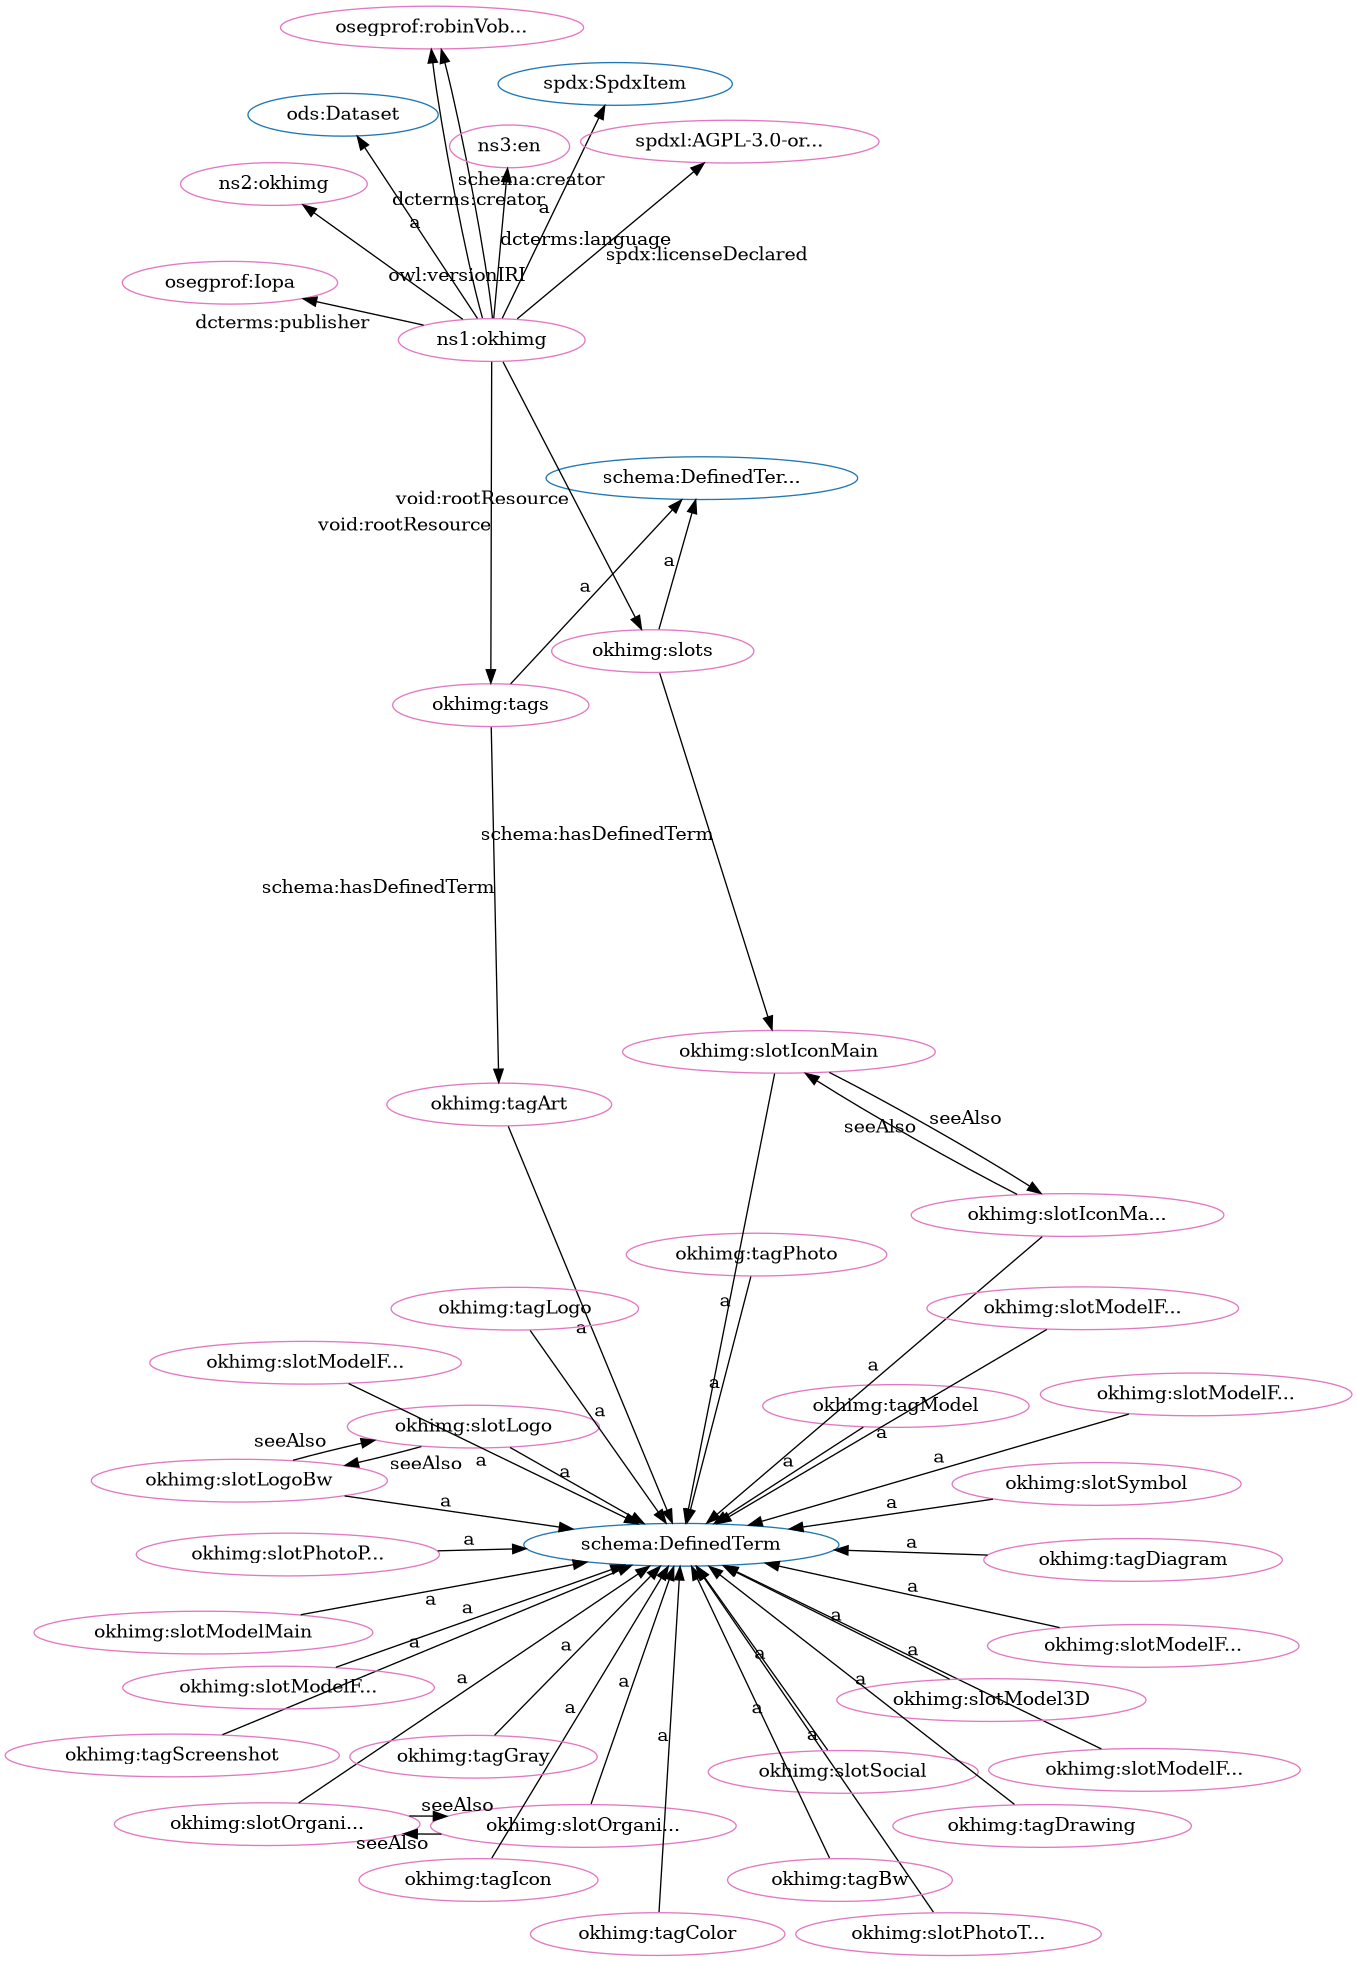 osegprof:robinVob...
spdx:SpdxItem
ods:Dataset
spdxl:AGPL-3.0-or...
ns3:en
ns2:okhimg
schema:creator
dcterms:creator
a
a
dcterms:language
spdx:licenseDeclared
owl:versionIRI
osegprof:Iopa
dcterms:publisher
ns1:okhimg
schema:DefinedTer...
void:rootResource
void:rootResource
a
a
okhimg:slots
okhimg:tags
schema:hasDefinedTerm
schema:hasDefinedTerm
okhimg:slotIconMain
okhimg:tagArt
seeAlso
seeAlso
okhimg:slotIconMa...
okhimg:tagPhoto
a
okhimg:tagLogo
okhimg:slotModelF...
a
okhimg:slotModelF...
a
a
okhimg:slotModelF...
okhimg:tagModel
a
okhimg:slotLogo
a
seeAlso
a
a
a
seeAlso
a
a
okhimg:slotLogoBw
okhimg:slotSymbol
a
a
a
okhimg:slotPhotoP...
schema:DefinedTerm
a
okhimg:tagDiagram
a
a
a
a
okhimg:slotModelMain
a
a
a
a
okhimg:slotModelF...
a
a
a
a
okhimg:slotModelF...
okhimg:slotModel3D
a
a
a
a
okhimg:tagScreenshot
okhimg:tagGray
okhimg:slotSocial
okhimg:slotModelF...
seeAlso
okhimg:slotOrgani...
okhimg:slotOrgani...
okhimg:tagDrawing
seeAlso
okhimg:tagIcon
okhimg:tagBw
okhimg:tagColor
okhimg:slotPhotoT...